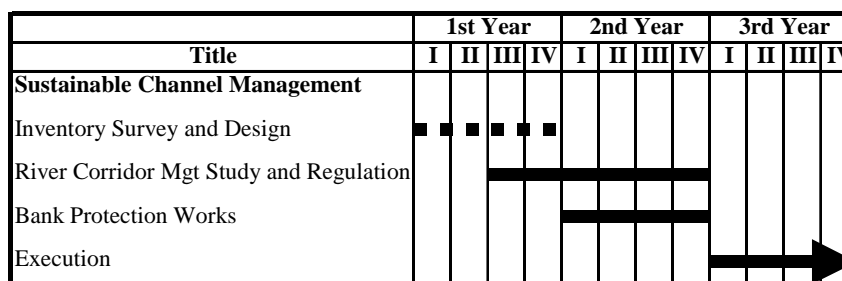 1st Year 2nd Year 3rd Year
Title I II III IV I II III IV I II III IV
Sustainable Channel Management
Inventory Survey and Design
River Corridor Mgt Study and Regulation
Bank Protection Works
Execution